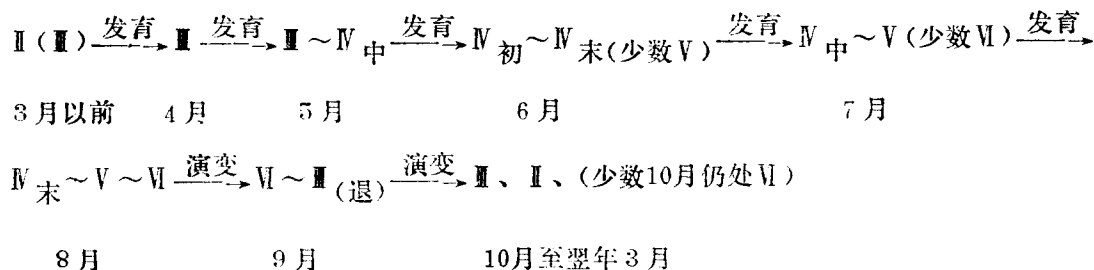 Ⅱ(Ⅲ) 发育→ Ⅲ 发育→ Ⅲ～Ⅳ中 发育→ Ⅳ初～Ⅳ末(少数Ⅴ) 发育→ Ⅳ中～Ⅴ(少数Ⅵ) 发育→
3月以前 4月 5月 6月 7月
Ⅳ末～Ⅴ～Ⅵ 演变→ Ⅵ～Ⅲ(退) 演变→ Ⅲ、Ⅱ、(少数10月仍处Ⅵ)
8月 9月 10月至翌年3月